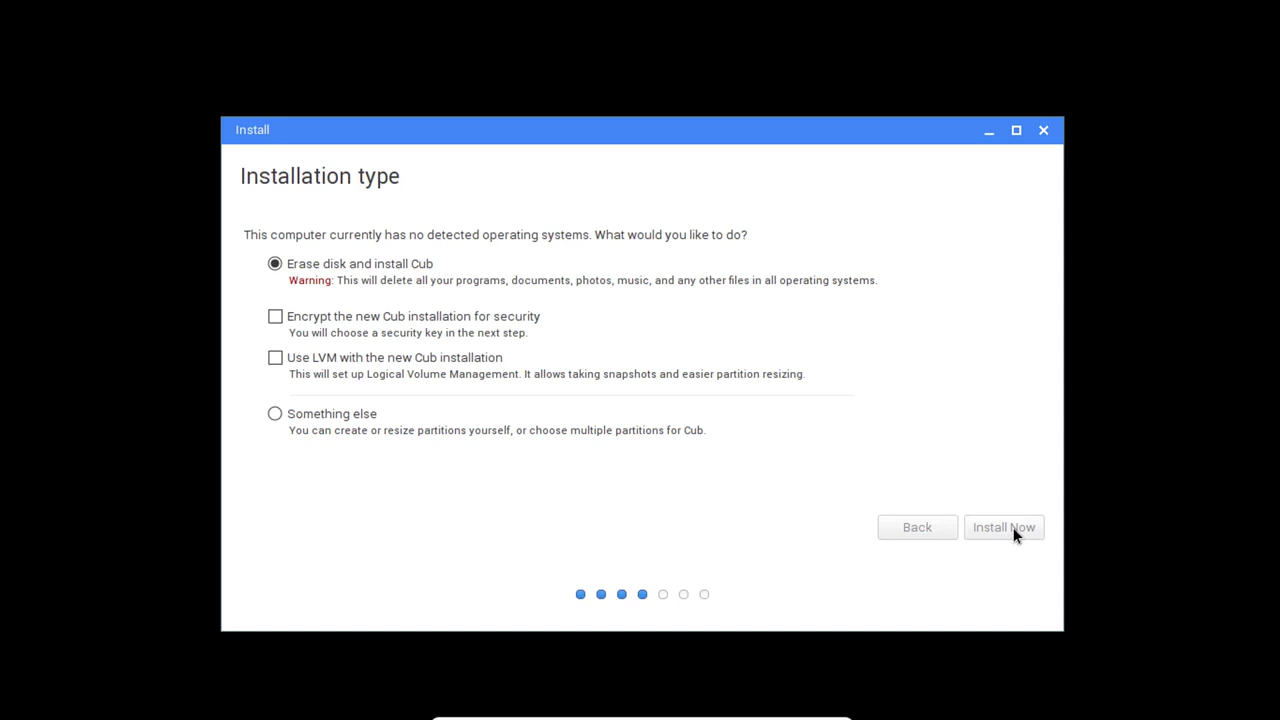 Install
Installation type
This computer currently has no detected operating systems. What would you like to do?
Erase disk and install Cub
Warning: This will delete all your programs, documents, photos, music, and any other files in all operating systems.
Encrypt the new Cub installation for security
You will choose a security key in the next step.
Use LVM with the new Cub installation
This will set up Logical Volume Management. It allows taking snapshots and easier partition resizing.
Something else
You can create or resize partitions yourself, or choose multiple partitions for Cub.
Back
Install Now